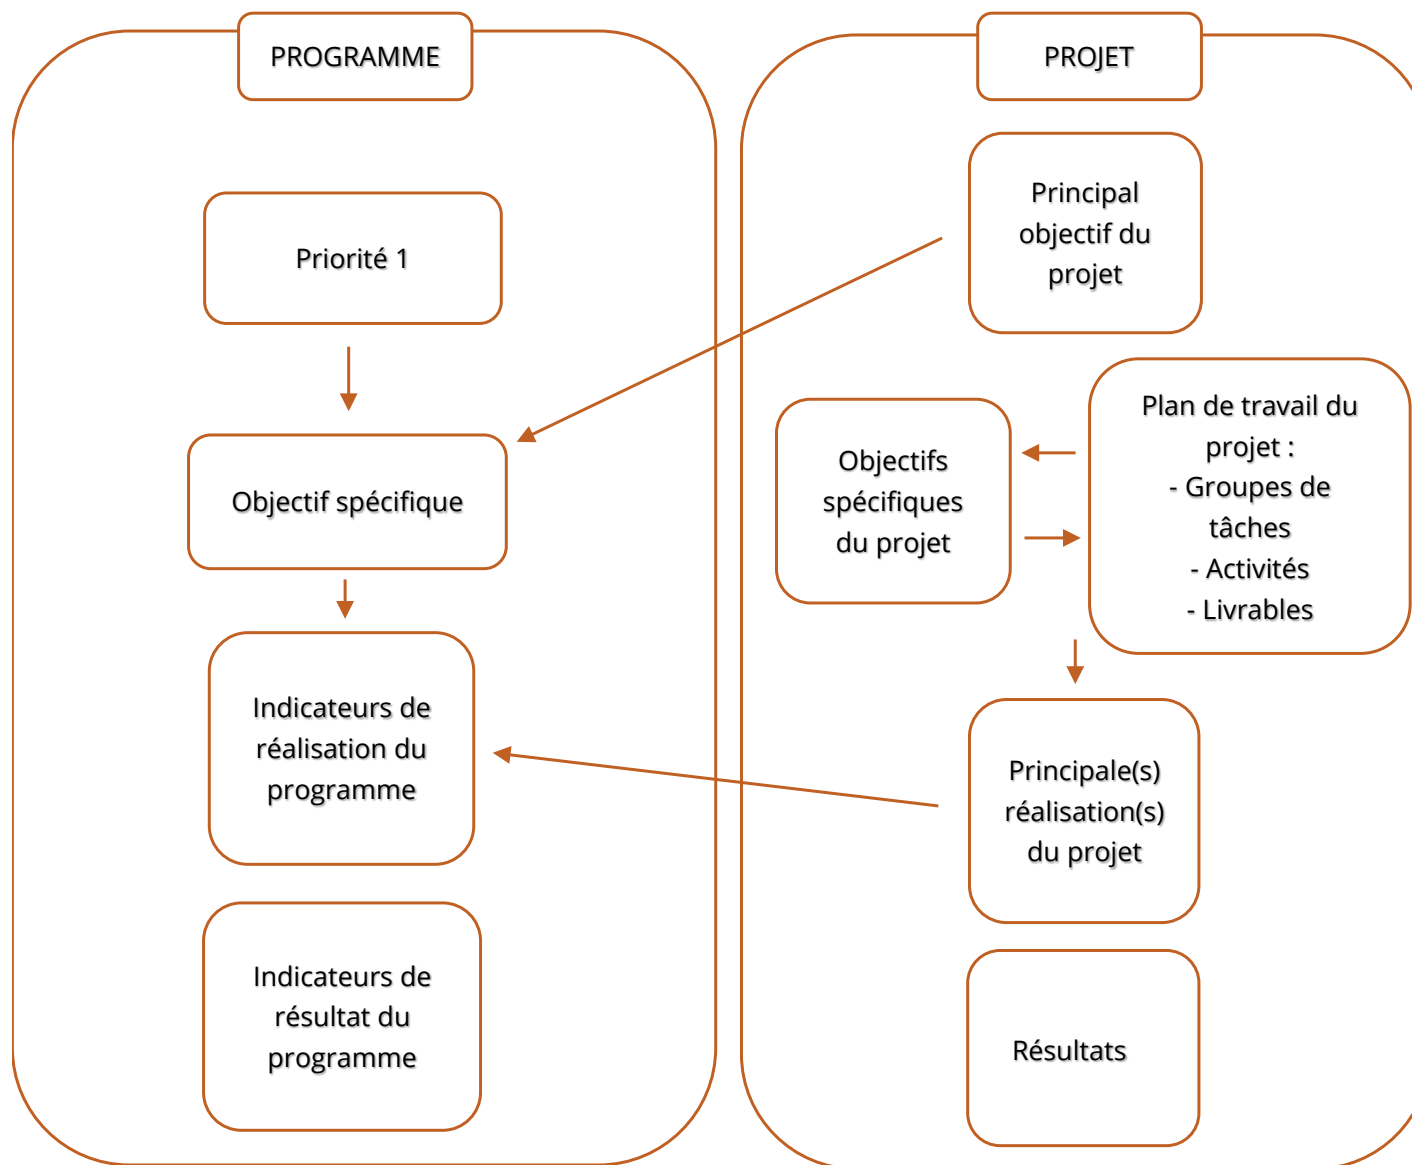 PROGRAMME
Priorité 1
Objectif spécifique
Indicateurs de
réalisation du
programme
Indicateurs de
résultat du
programme
PROJET
Principal
objectif du
projet
Objectifs
spécifiques
du projet
Plan de travail du
projet :
- Groupes de
tâches
- Activités
- Livrables
Principale(s)
réalisation(s)
du projet
Résultats